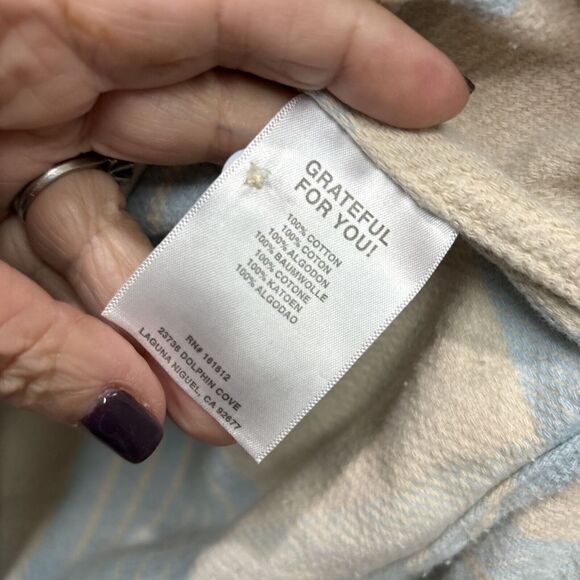 GRATEFUL
FOR YOU!
100% COTTON
100% COTON
100% ALGODON
100% BAUMWOLLE
100% COTONE
100% KATOEN
100% ALGODAO
RN# 161612
23736 DOLPHIN COVE
LAGUNA NIGUEL, CA 92677